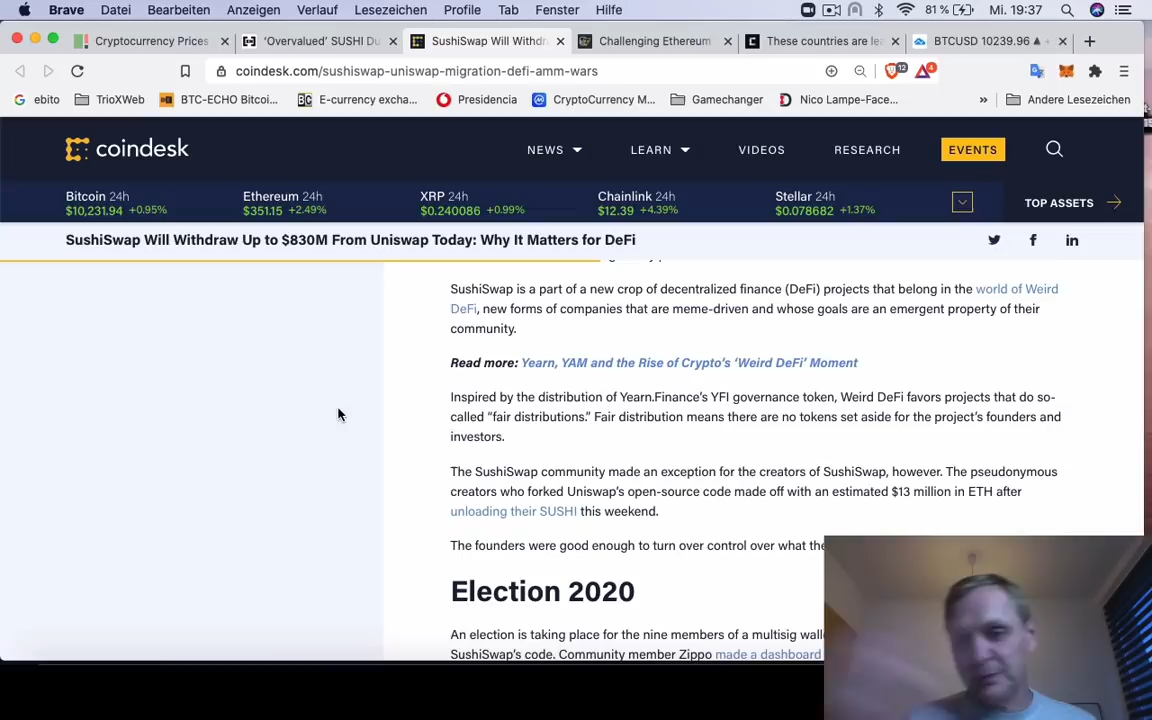 Brave Datei Bearbeiten Anzeigen Verlauf Lesezeichen Profile Tab Fenster Hilfe 81 % Mi. 19:37
Cryptocurrency Prices 'Overvalued' SUSHI Du SushiSwap Will Withdr Challenging Ethereum These countries are lea BTCUSD 10239.96 ▲
coindesk.com/sushiswap-uniswap-migration-defi-amm-wars 12 4
ebito TrioXWeb BTC-ECHO Bitcoi... E-currency excha... Presidencia CryptoCurrency M... Gamechanger Nico Lampe-Face... » Andere Lesezeichen
coindesk NEWS LEARN VIDEOS RESEARCH EVENTS
Bitcoin 24h Ethereum 24h XRP 24h Chainlink 24h Stellar 24h
$10,231.94 +0.95% $351.15 +2.49% $0.240086 +0.99% $12.39 +4.39% $0.078682 +1.37%
TOP ASSETS
SushiSwap Will Withdraw Up to $830M From Uniswap Today: Why It Matters for DeFi
SushiSwap is a part of a new crop of decentralized finance (DeFi) projects that belong in the world of Weird
DeFi, new forms of companies that are meme-driven and whose goals are an emergent property of their
community.
Read more: Yearn, YAM and the Rise of Crypto's 'Weird DeFi' Moment
Inspired by the distribution of Yearn.Finance's YFI governance token, Weird DeFi favors projects that do so-
called "fair distributions." Fair distribution means there are no tokens set aside for the project's founders and
investors.
The SushiSwap community made an exception for the creators of SushiSwap, however. The pseudonymous
creators who forked Uniswap's open-source code made off with an estimated $13 million in ETH after
unloading their SUSHI this weekend.
The founders were good enough to turn over control over what the
Election 2020
An election is taking place for the nine members of a multisig wall
SushiSwap's code. Community member Zippo made a dashboard